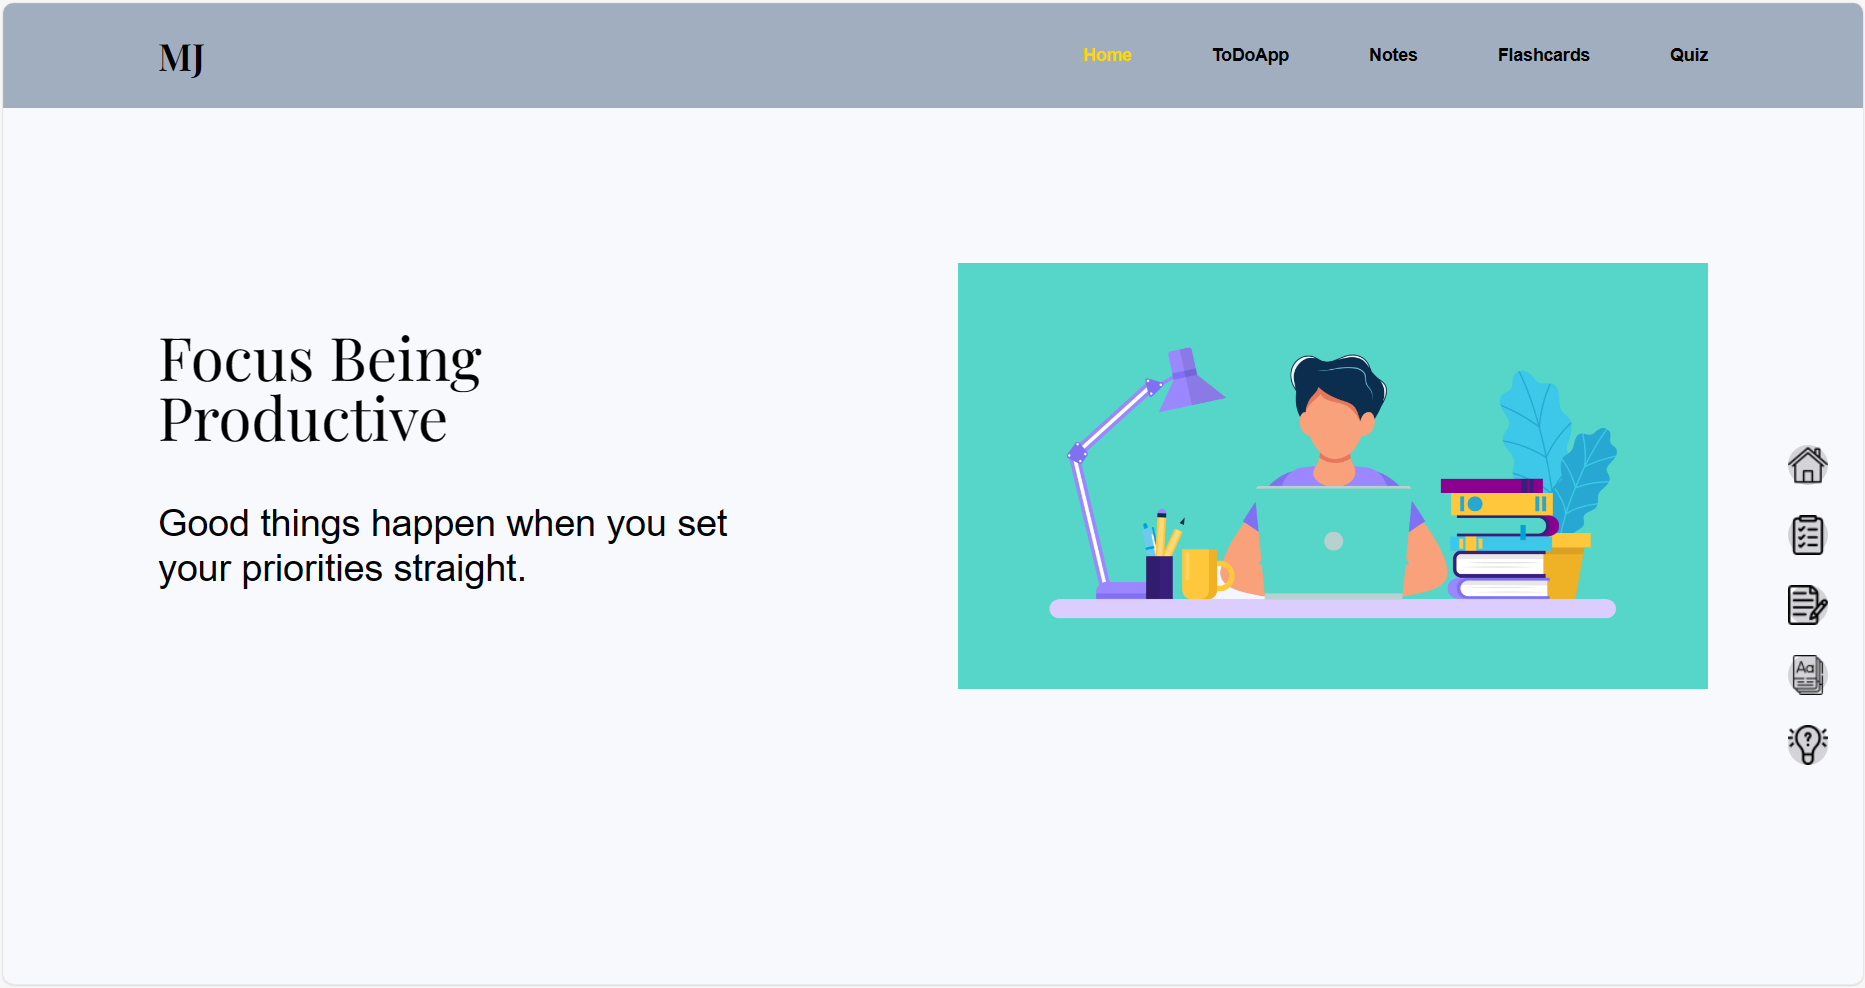 MJ
Home
ToDoApp
Notes
Flashcards
Quiz
Focus Being
Productive
Good things happen when you set
your priorities straight.
Aa
?